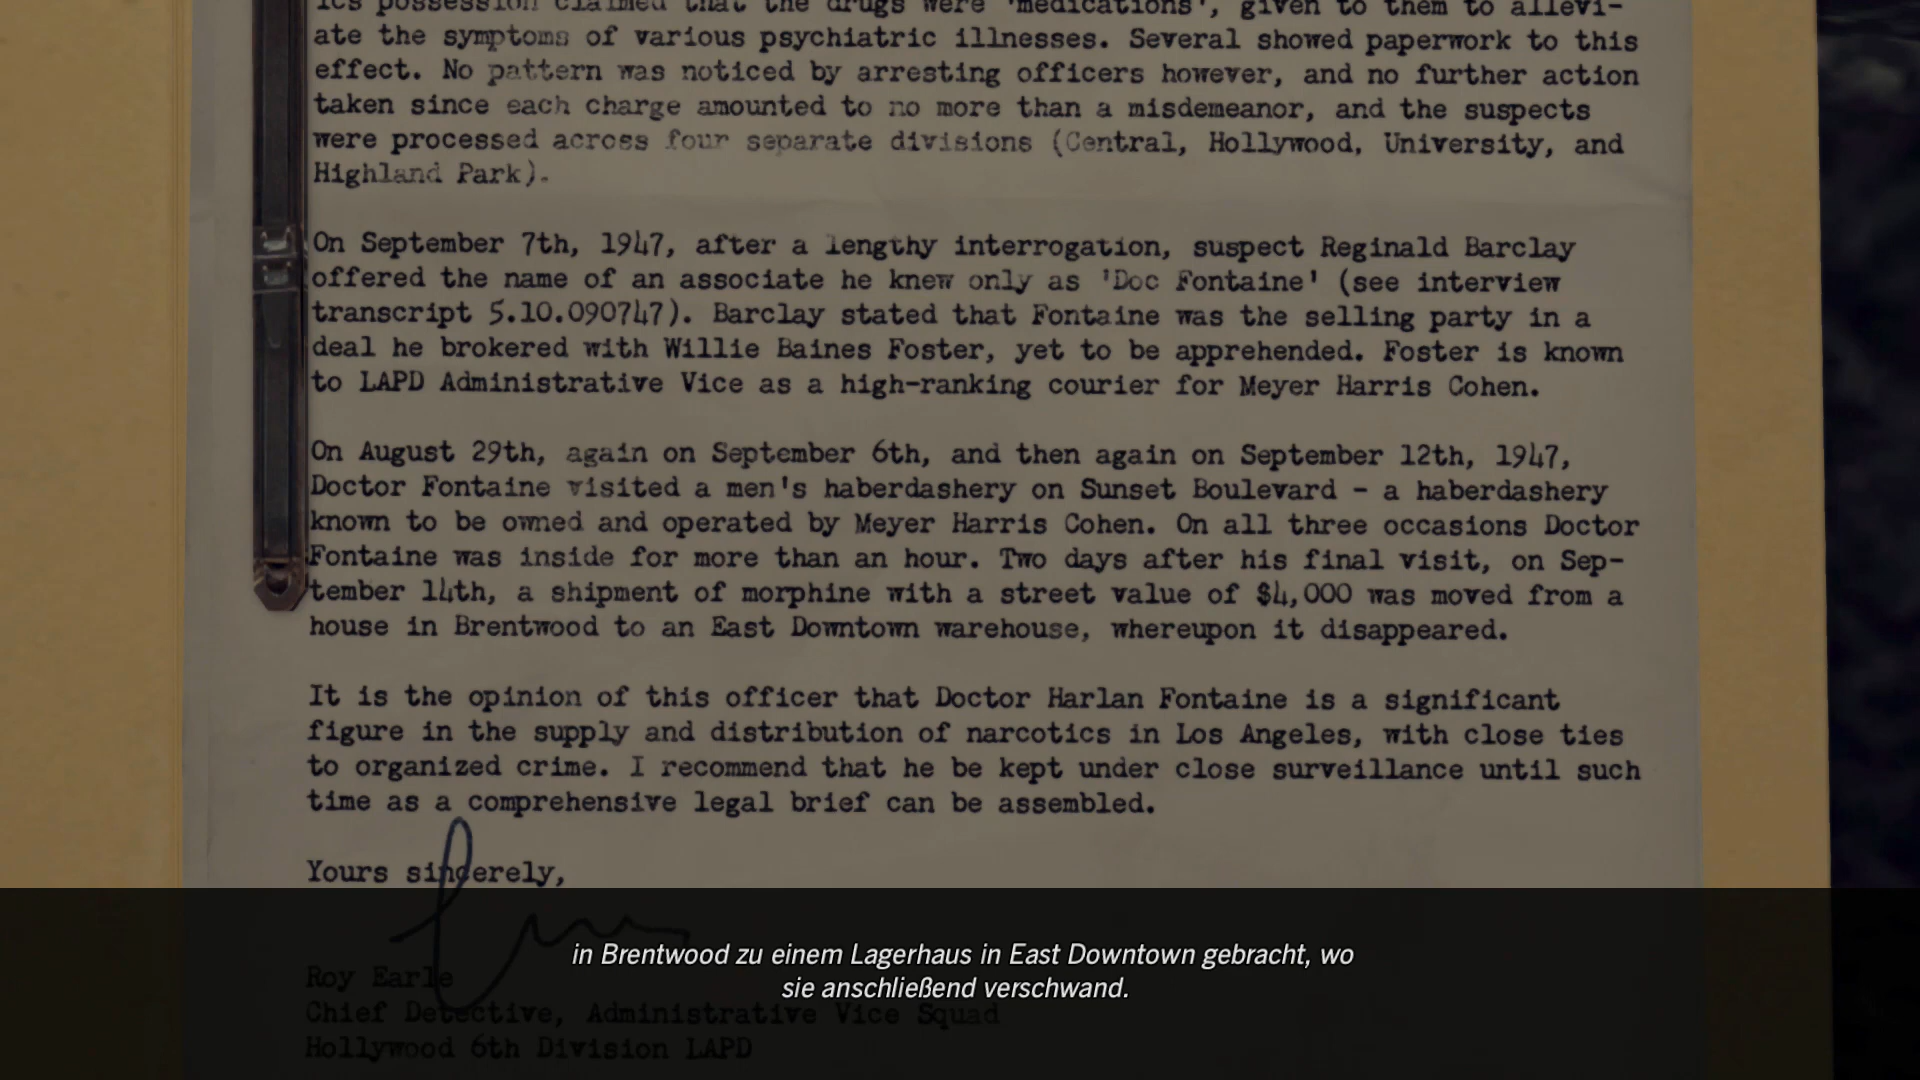 its possession claimed that the drugs were 'medications', given to them to allevi-
ate the symptoms of various psychiatric illnesses. Several showed paperwork to this
effect. No pattern was noticed by arresting officers however, and no further action
taken since each charge amounted to no more than a misdemeanor, and the suspects
were processed across four separate divisions (Central, Hollywood, University, and
Highland Park).
On September 7th, 1947, after a lengthy interrogation, suspect Reginald Barclay
offered the name of an associate he knew only as 'Doc Fontaine' (see interview
transcript 5.10.090747). Barclay stated that Fontaine was the selling party in a
deal he brokered with Willie Baines Foster, yet to be apprehended. Foster is known
to LAPD Administrative Vice as a high-ranking courier for Meyer Harris Cohen.
On August 29th, again on September 6th, and then again on September 12th, 1947,
Doctor Fontaine visited a men's haberdashery on Sunset Boulevard - a haberdashery
known to be owned and operated by Meyer Harris Cohen. On all three occasions Doctor
Fontaine was inside for more than an hour. Two days after his final visit, on Sep-
tember 14th, a shipment of morphine with a street value of $4,000 was moved from a
house in Brentwood to an East Downtown warehouse, whereupon it disappeared.
It is the opinion of this officer that Doctor Harlan Fontaine is a significant
figure in the supply and distribution of narcotics in Los Angeles, with close ties
to organized crime. I recommend that he be kept under close surveillance until such
time as a comprehensive legal brief can be assembled.
Yours sincerely,
in Brentwood zu einem Lagerhaus in East Downtown gebracht, wo
sie anschließend verschwand.
Roy Earle
Chief Detective, Administrative Vice Squad
Hollywood 6th Division LAPD